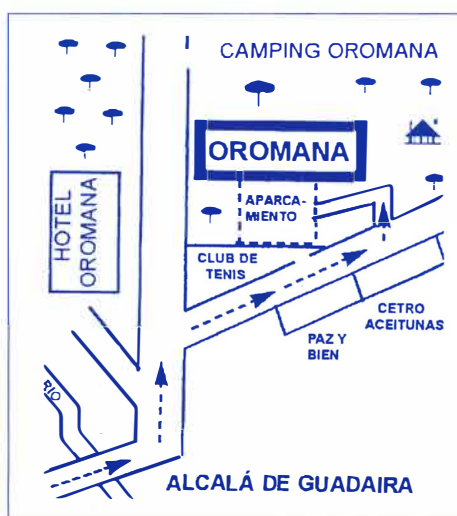 CAMPING OROMANA
OROMANA
HOTEL
OROMANA
APARCA-
MIENTO
CLUB DE
TENIS
CETRO
ACEITUNAS
PAZ Y
BIEN
RIO
ALCALÁ DE GUADAIRA